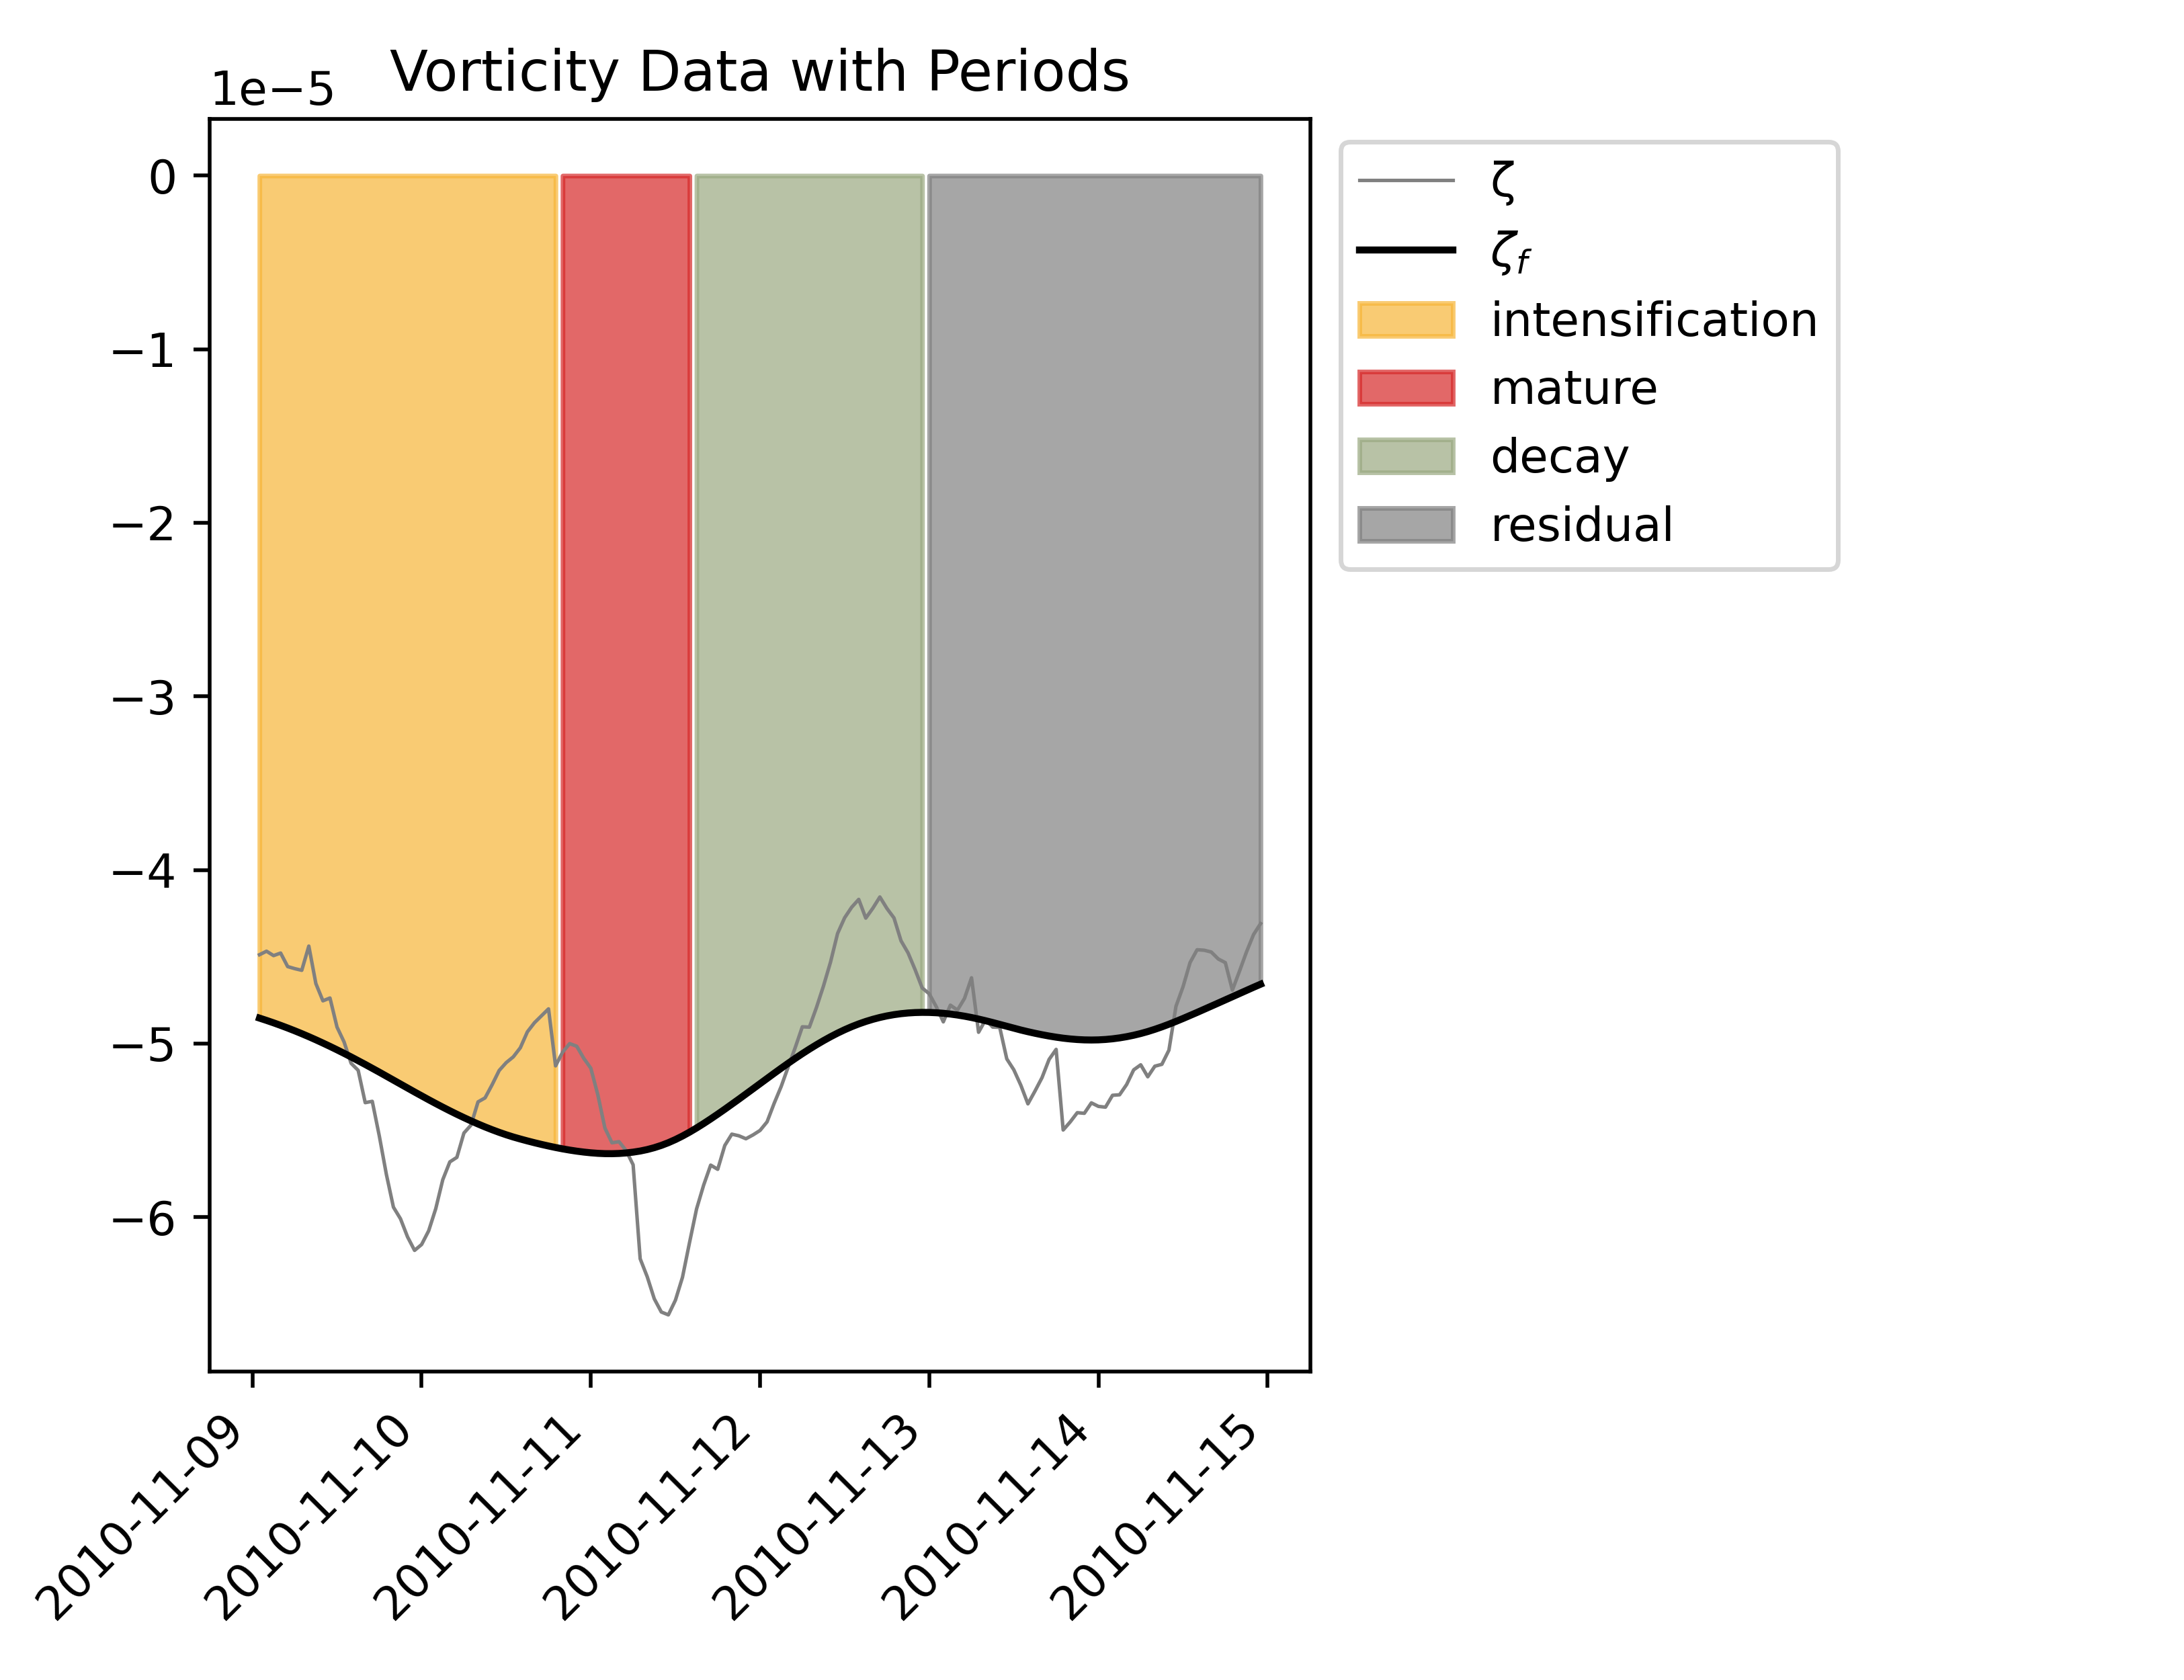 Vorticity Data with Periods
1e−5
0
−1
−2
−3
−4
−5
−6
2010-11-09
2010-11-10
2010-11-11
2010-11-12
2010-11-13
2010-11-14
2010-11-15
ζ
ζf
intensification
mature
decay
residual